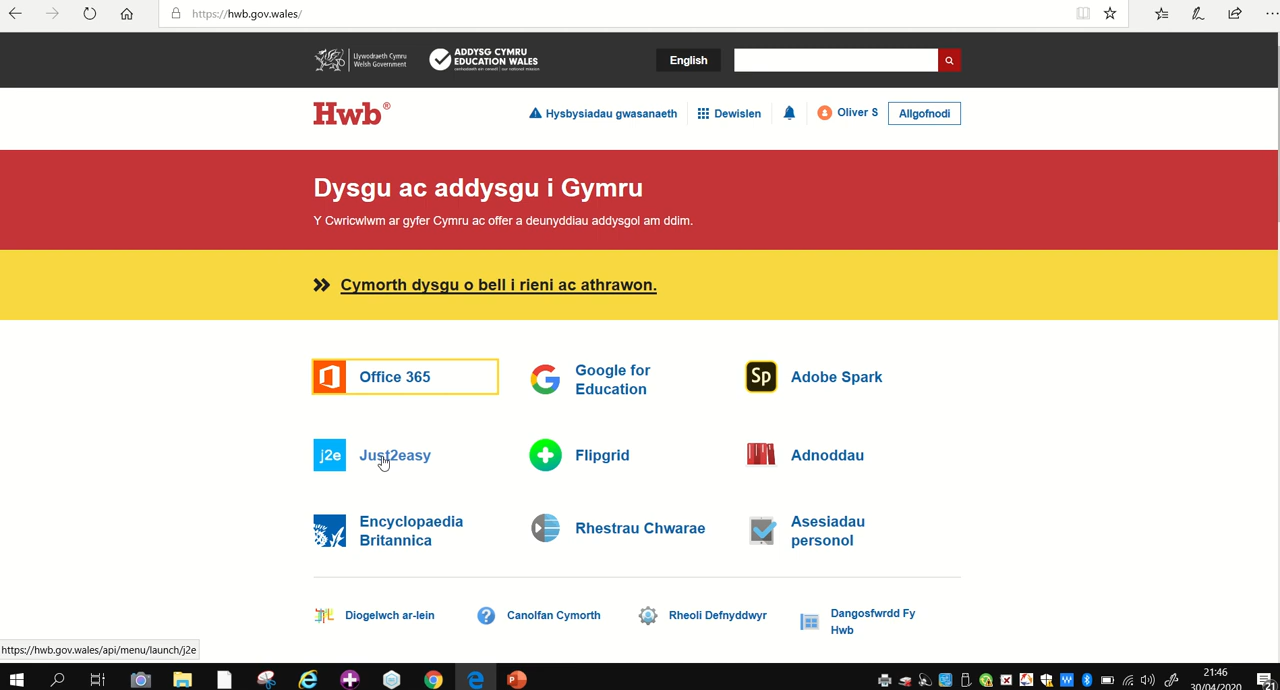 https://hwb.gov.wales/
Llywodraeth Cymru
Welsh Government
ADDYSG CYMRU
EDUCATION WALES
English
Hwb®
Hysbysiadau gwasanaeth
Dewislen
Oliver S
Allgofnodi
Dysgu ac addysgu i Gymru
Y Cwricwlwm ar gyfer Cymru ac offer a deunyddiau addysgol am ddim.
Cymorth dysgu o bell i rieni ac athrawon.
Office 365
Google for
Education
Sp
Adobe Spark
j2e
Just2easy
Flipgrid
Adnoddau
Encyclopaedia
Britannica
Rhestrau Chwarae
Asesiadau
personol
Diogelwch ar-lein
Canolfan Cymorth
Rheoli Defnyddwyr
Dangosfwrdd Fy
Hwb
https://hwb.gov.wales/api/menu/launch/j2e
21:46
30/04/2020
21